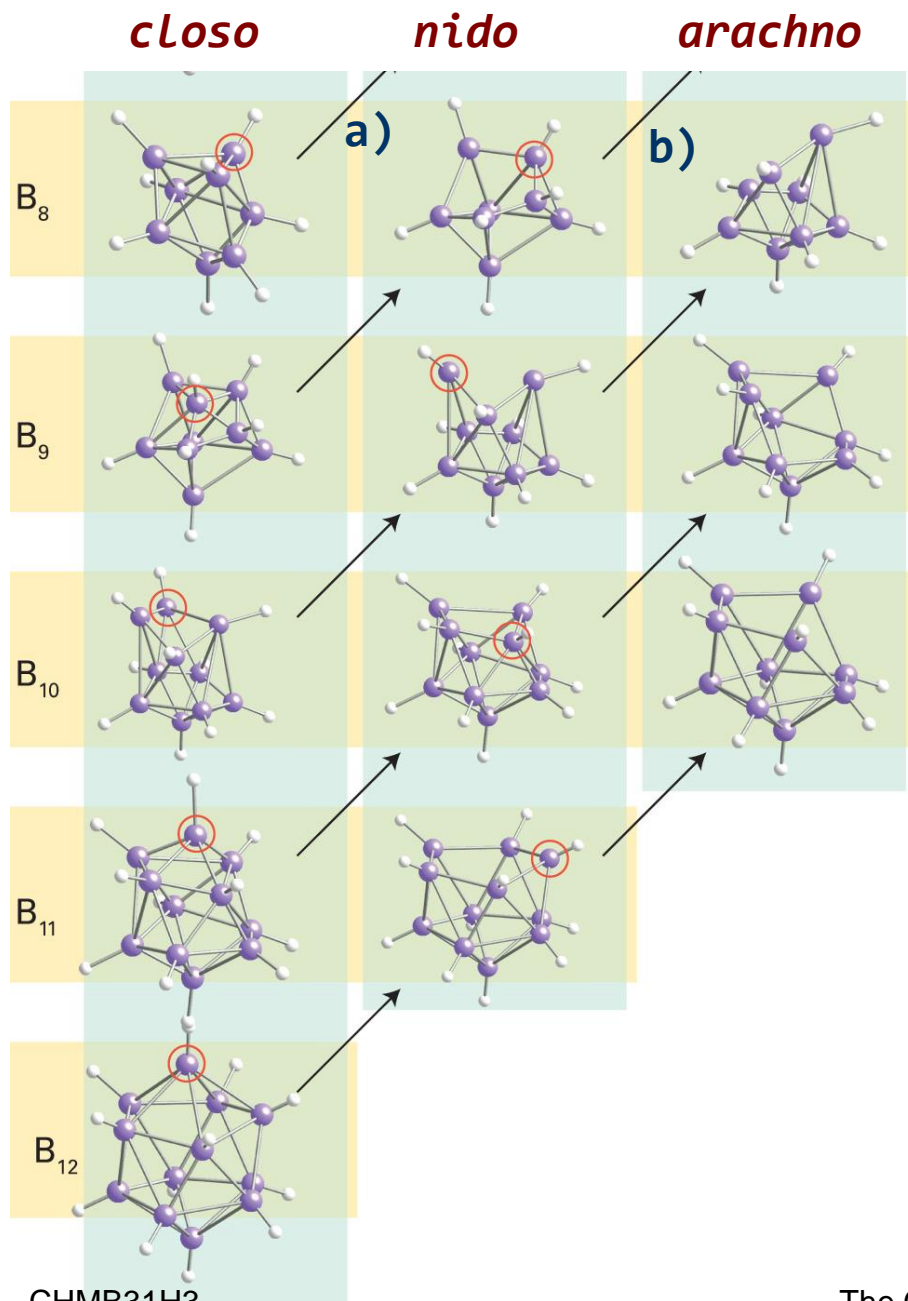 closo nido arachno
a) b)
B₈
B₉
B₁₀
B₁₁
B₁₂